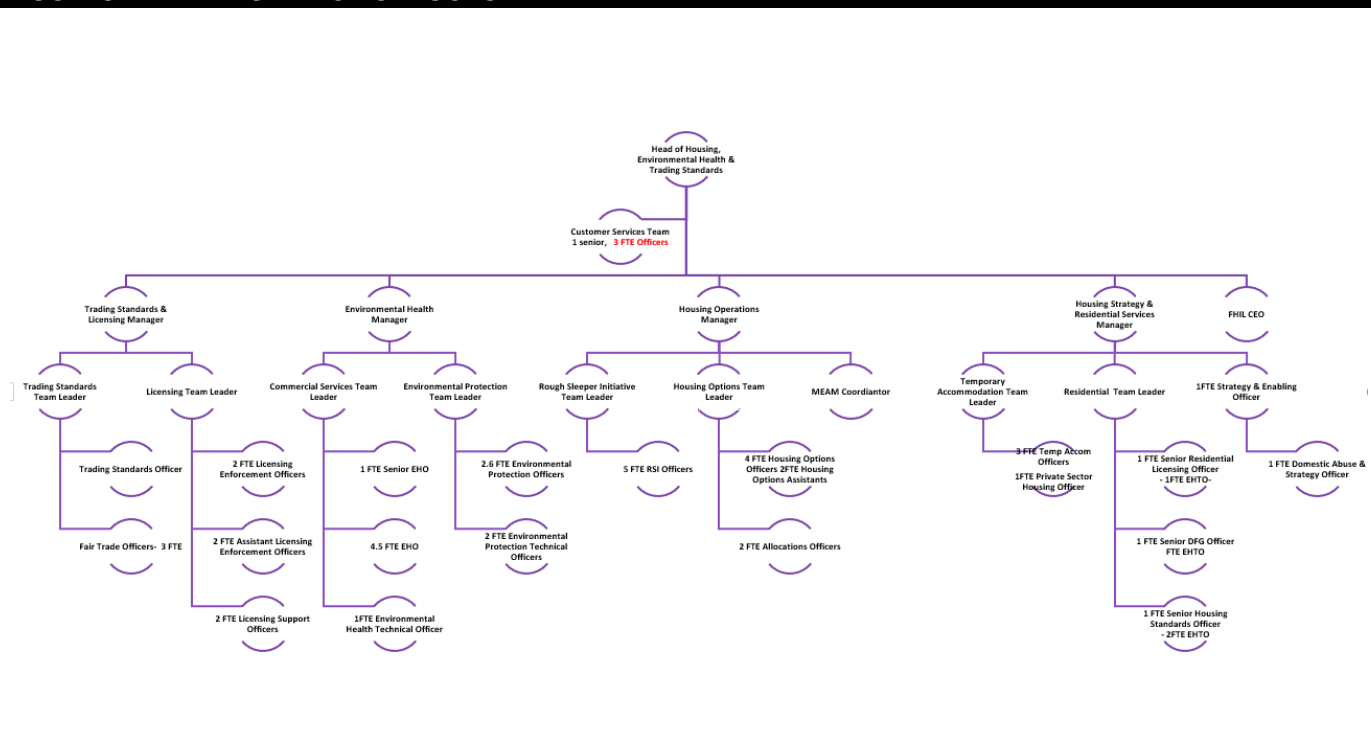 Head of Housing,
Environmental Health &
Trading Standards
Customer Services Team
1 senior, 3 FTE Officers
Trading Standards &
Licensing Manager
Environmental Health
Manager
Housing Operations
Manager
Housing Strategy &
Residential Services
Manager
FHIL CEO
Trading Standards
Team Leader
Licensing Team Leader
Commercial Services Team
Leader
Environmental Protection
Team Leader
Rough Sleeper Initiative
Team Leader
Housing Options Team
Leader
MEAM Coordiantor
Temporary
Accommodation Team
Leader
Residential Team Leader
1FTE Strategy & Enabling
Officer
Trading Standards Officer
2 FTE Licensing
Enforcement Officers
1 FTE Senior EHO
2.6 FTE Environmental
Protection Officers
5 FTE RSI Officers
4 FTE Housing Options
Officers 2FTE Housing
Options Assistants
3 FTE Temp Accom
Officers
1FTE Private Sector
Housing Officer
1 FTE Senior Residential
Licensing Officer
- 1FTE EHTO-
1 FTE Domestic Abuse &
Strategy Officer
Fair Trade Officers- 3 FTE
2 FTE Assistant Licensing
Enforcement Officers
4.5 FTE EHO
2 FTE Environmental
Protection Technical
Officers
2 FTE Allocations Officers
1 FTE Senior DFG Officer
FTE EHTO
2 FTE Licensing Support
Officers
1FTE Environmental
Health Technical Officer
1 FTE Senior Housing
Standards Officer
- 2FTE EHTO